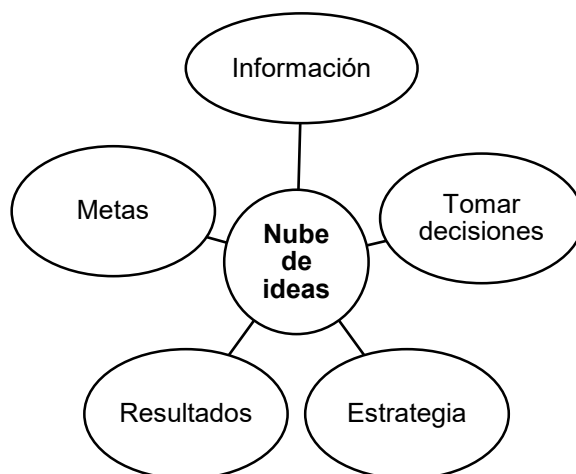 Información
Metas
Tomar
decisiones
Nube
de
ideas
Resultados
Estrategia